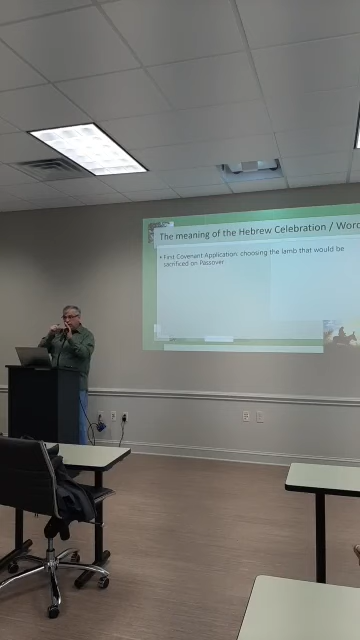 The meaning of the Hebrew Celebration / Word
• First Covenant Application: choosing the lamb that would be
sacrificed on Passover